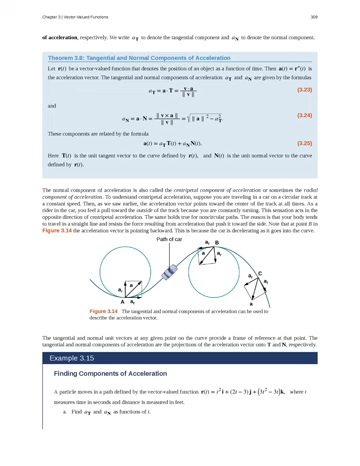 Chapter 3 | Vector-Valued Functions 309
of acceleration, respectively. We write a_T to denote the tangential component and a_N to denote the normal component.
Theorem 3.8: Tangential and Normal Components of Acceleration
Let r(t) be a vector-valued function that denotes the position of an object as a function of time. Then a(t) = r″(t) is
the acceleration vector. The tangential and normal components of acceleration a_T and a_N are given by the formulas
a_T = a · T = v · a / ‖ v ‖ (3.23)
and
a_N = a · N = ‖ v × a ‖ / ‖ v ‖ = √(‖ a ‖² − a_T²). (3.24)
These components are related by the formula
a(t) = a_T T(t) + a_N N(t). (3.25)
Here T(t) is the unit tangent vector to the curve defined by r(t), and N(t) is the unit normal vector to the curve
defined by r(t).
The normal component of acceleration is also called the centripetal component of acceleration or sometimes the radial
component of acceleration. To understand centripetal acceleration, suppose you are traveling in a car on a circular track at
a constant speed. Then, as we saw earlier, the acceleration vector points toward the center of the track at all times. As a
rider in the car, you feel a pull toward the outside of the track because you are constantly turning. This sensation acts in the
opposite direction of centripetal acceleration. The same holds true for noncircular paths. The reason is that your body tends
to travel in a straight line and resists the force resulting from acceleration that push it toward the side. Note that at point B in
Figure 3.14 the acceleration vector is pointing backward. This is because the car is decelerating as it goes into the curve.
Path of car
B
a
C
a
A
a
Figure 3.14 The tangential and normal components of acceleration can be used to
describe the acceleration vector.
The tangential and normal unit vectors at any given point on the curve provide a frame of reference at that point. The
tangential and normal components of acceleration are the projections of the acceleration vector onto T and N, respectively.
Example 3.15
Finding Components of Acceleration
A particle moves in a path defined by the vector-valued function r(t) = t² i + (2t − 3) j + (3t² − 3t) k, where t
measures time in seconds and distance is measured in feet.
a. Find a_T and a_N as functions of t.